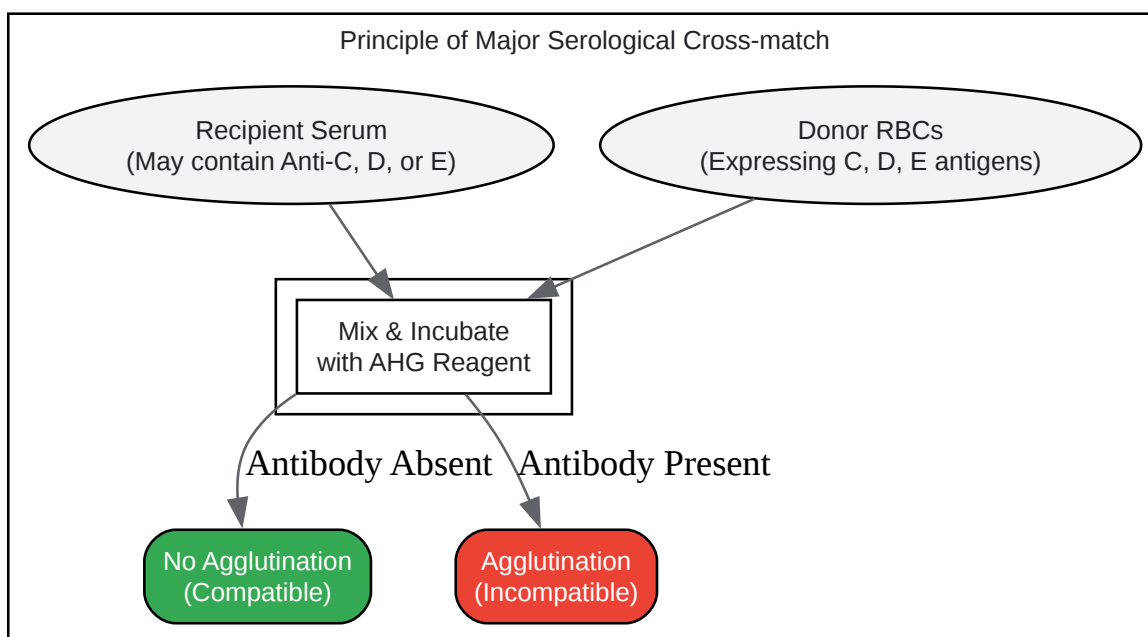 Principle of Major Serological Cross-match
Recipient Serum
(May contain Anti-C, D, or E)
Donor RBCs
(Expressing C, D, E antigens)
Mix & Incubate
with AHG Reagent
Antibody Absent
Antibody Present
No Agglutination
(Compatible)
Agglutination
(Incompatible)